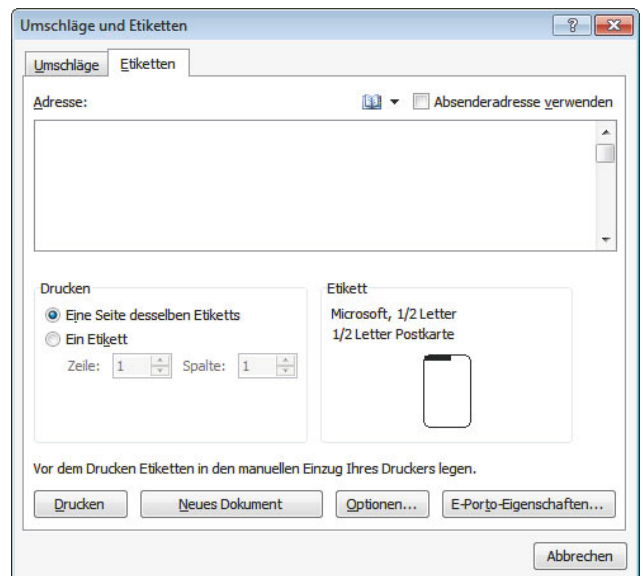 Umschläge und Etiketten
Umschläge Etiketten
Adresse: Absenderadresse verwenden
Drucken
Eine Seite desselben Etiketts
Ein Etikett
Zeile: 1 Spalte: 1
Etikett
Microsoft, 1/2 Letter
1/2 Letter Postkarte
Vor dem Drucken Etiketten in den manuellen Einzug Ihres Druckers legen.
Drucken Neues Dokument Optionen... E-Porto-Eigenschaften...
Abbrechen